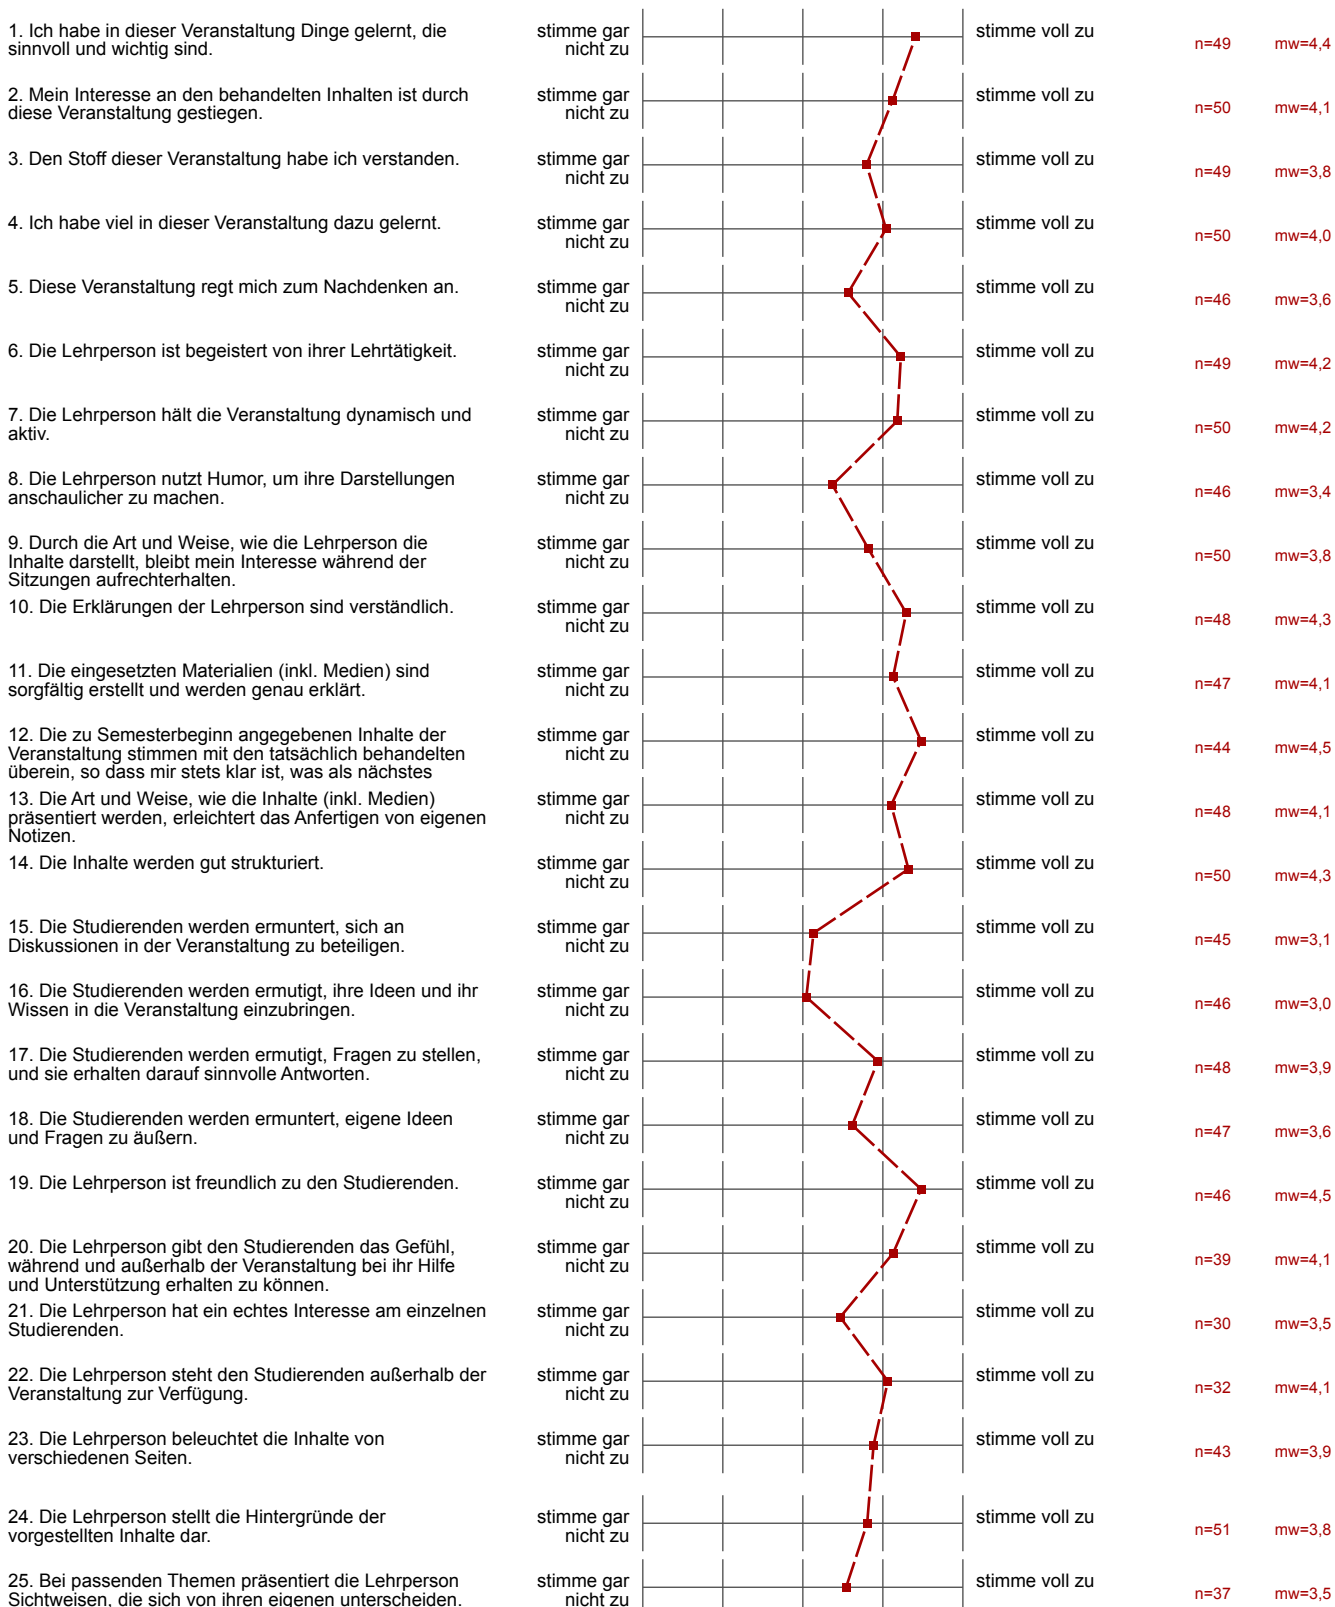 1. Ich habe in dieser Veranstaltung Dinge gelernt, die
sinnvoll und wichtig sind.
stimme gar
nicht zu
stimme voll zu
n=49 mw=4,4
2. Mein Interesse an den behandelten Inhalten ist durch
diese Veranstaltung gestiegen.
stimme gar
nicht zu
stimme voll zu
n=50 mw=4,1
3. Den Stoff dieser Veranstaltung habe ich verstanden.
stimme gar
nicht zu
stimme voll zu
n=49 mw=3,8
4. Ich habe viel in dieser Veranstaltung dazu gelernt.
stimme gar
nicht zu
stimme voll zu
n=50 mw=4,0
5. Diese Veranstaltung regt mich zum Nachdenken an.
stimme gar
nicht zu
stimme voll zu
n=46 mw=3,6
6. Die Lehrperson ist begeistert von ihrer Lehrtätigkeit.
stimme gar
nicht zu
stimme voll zu
n=49 mw=4,2
7. Die Lehrperson hält die Veranstaltung dynamisch und
aktiv.
stimme gar
nicht zu
stimme voll zu
n=50 mw=4,2
8. Die Lehrperson nutzt Humor, um ihre Darstellungen
anschaulicher zu machen.
stimme gar
nicht zu
stimme voll zu
n=46 mw=3,4
9. Durch die Art und Weise, wie die Lehrperson die
Inhalte darstellt, bleibt mein Interesse während der
Sitzungen aufrechterhalten.
stimme gar
nicht zu
stimme voll zu
n=50 mw=3,8
10. Die Erklärungen der Lehrperson sind verständlich.
stimme gar
nicht zu
stimme voll zu
n=48 mw=4,3
11. Die eingesetzten Materialien (inkl. Medien) sind
sorgfältig erstellt und werden genau erklärt.
stimme gar
nicht zu
stimme voll zu
n=47 mw=4,1
12. Die zu Semesterbeginn angegebenen Inhalte der
Veranstaltung stimmen mit den tatsächlich behandelten
überein, so dass mir stets klar ist, was als nächstes
stimme gar
nicht zu
stimme voll zu
n=44 mw=4,5
13. Die Art und Weise, wie die Inhalte (inkl. Medien)
präsentiert werden, erleichtert das Anfertigen von eigenen
Notizen.
stimme gar
nicht zu
stimme voll zu
n=48 mw=4,1
14. Die Inhalte werden gut strukturiert.
stimme gar
nicht zu
stimme voll zu
n=50 mw=4,3
15. Die Studierenden werden ermuntert, sich an
Diskussionen in der Veranstaltung zu beteiligen.
stimme gar
nicht zu
stimme voll zu
n=45 mw=3,1
16. Die Studierenden werden ermutigt, ihre Ideen und ihr
Wissen in die Veranstaltung einzubringen.
stimme gar
nicht zu
stimme voll zu
n=46 mw=3,0
17. Die Studierenden werden ermutigt, Fragen zu stellen,
und sie erhalten darauf sinnvolle Antworten.
stimme gar
nicht zu
stimme voll zu
n=48 mw=3,9
18. Die Studierenden werden ermuntert, eigene Ideen
und Fragen zu äußern.
stimme gar
nicht zu
stimme voll zu
n=47 mw=3,6
19. Die Lehrperson ist freundlich zu den Studierenden.
stimme gar
nicht zu
stimme voll zu
n=46 mw=4,5
20. Die Lehrperson gibt den Studierenden das Gefühl,
während und außerhalb der Veranstaltung bei ihr Hilfe
und Unterstützung erhalten zu können.
stimme gar
nicht zu
stimme voll zu
n=39 mw=4,1
21. Die Lehrperson hat ein echtes Interesse am einzelnen
Studierenden.
stimme gar
nicht zu
stimme voll zu
n=30 mw=3,5
22. Die Lehrperson steht den Studierenden außerhalb der
Veranstaltung zur Verfügung.
stimme gar
nicht zu
stimme voll zu
n=32 mw=4,1
23. Die Lehrperson beleuchtet die Inhalte von
verschiedenen Seiten.
stimme gar
nicht zu
stimme voll zu
n=43 mw=3,9
24. Die Lehrperson stellt die Hintergründe der
vorgestellten Inhalte dar.
stimme gar
nicht zu
stimme voll zu
n=51 mw=3,8
25. Bei passenden Themen präsentiert die Lehrperson
Sichtweisen, die sich von ihren eigenen unterscheiden.
stimme gar
nicht zu
stimme voll zu
n=37 mw=3,5